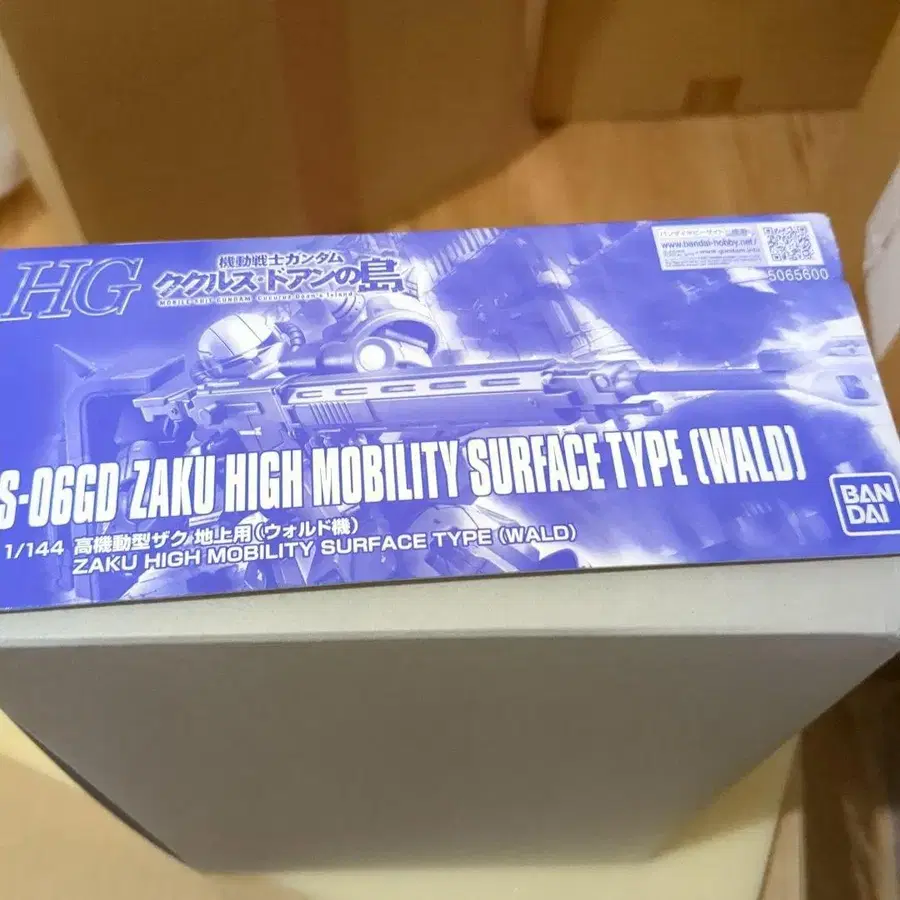 HG
機動戦士ガンダム
ククルス・ドアンの島
MOBILE SUIT GUNDAM Cucuruz Doan's Island
バンダイホビーサイト
www.bandai-hobby.net/
5065600
S-06GD ZAKU HIGH MOBILITY SURFACE TYPE (WALD)
1/144 高機動型ザク 地上用(ウォルド機)
ZAKU HIGH MOBILITY SURFACE TYPE (WALD)
BAN
DAI